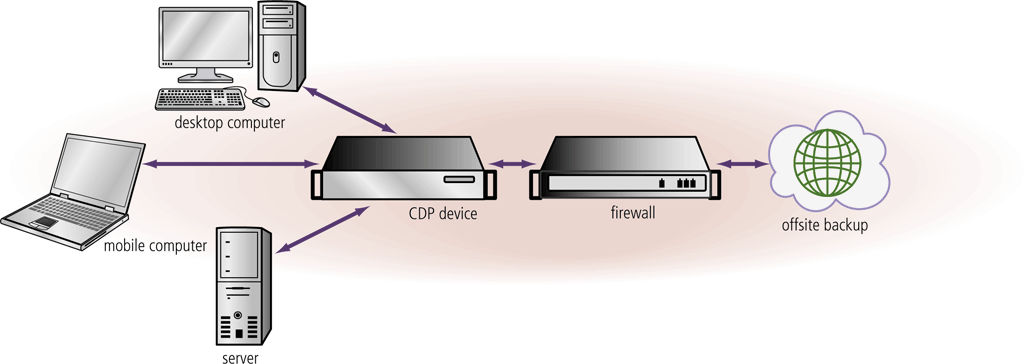 desktop computer
mobile computer
server
CDP device
firewall
offsite backup